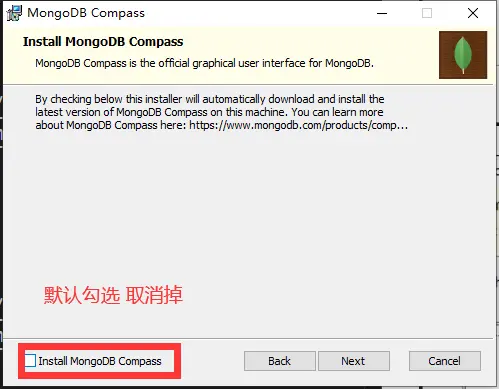 MongoDB Compass
Install MongoDB Compass
MongoDB Compass is the official graphical user interface for MongoDB.
By checking below this installer will automatically download and install the
latest version of MongoDB Compass on this machine. You can learn more
about MongoDB Compass here: https://www.mongodb.com/products/comp...
默认勾选 取消掉
Install MongoDB Compass
Back
Next
Cancel